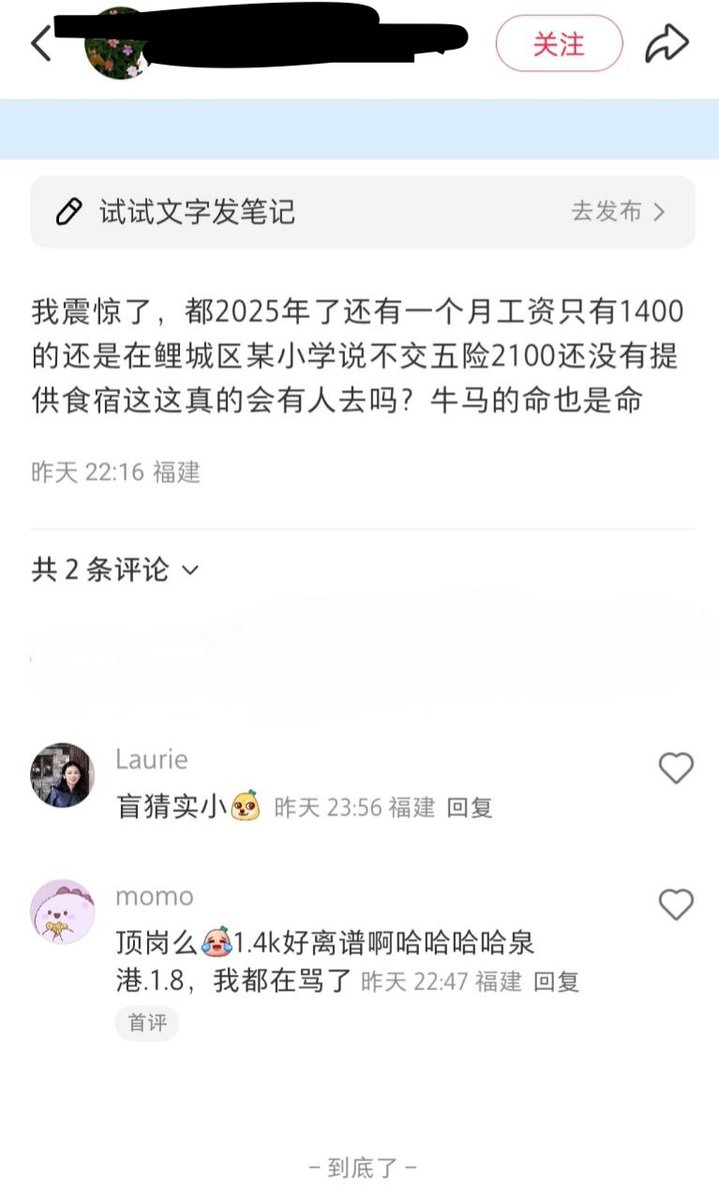 关注
试试文字发笔记 去发布
我震惊了，都2025年了还有一个月工资只有1400
的还是在鲤城区某小学说不交五险2100还没有提
供食宿这这真的会有人去吗？牛马的命也是命
昨天 22:16 福建
共 2 条评论
Laurie
盲猜实小 昨天 23:56 福建 回复
momo
顶岗么😂1.4k好离谱啊哈哈哈哈泉
港.1.8，我都在骂了 昨天 22:47 福建 回复
首评
- 到底了 -